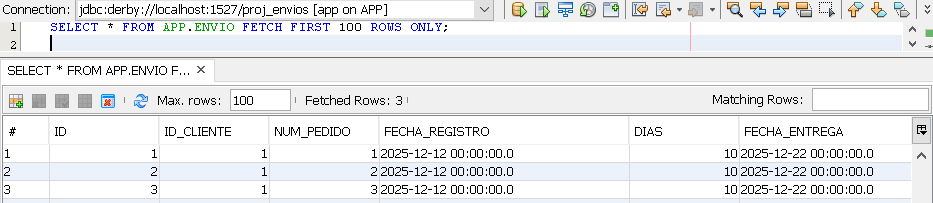 Connection: jdbc:derby://localhost:1527/proj_envios [app on APP]
1 SELECT * FROM APP.ENVIO FETCH FIRST 100 ROWS ONLY;
2
SELECT * FROM APP.ENVIO F... ×
Max. rows: 100 Fetched Rows: 3 Matching Rows:
# ID ID_CLIENTE NUM_PEDIDO FECHA_REGISTRO DIAS FECHA_ENTREGA
1 1 1 1 2025-12-12 00:00:00.0 10 2025-12-22 00:00:00.0
2 2 1 2 2025-12-12 00:00:00.0 10 2025-12-22 00:00:00.0
3 3 1 3 2025-12-12 00:00:00.0 10 2025-12-22 00:00:00.0